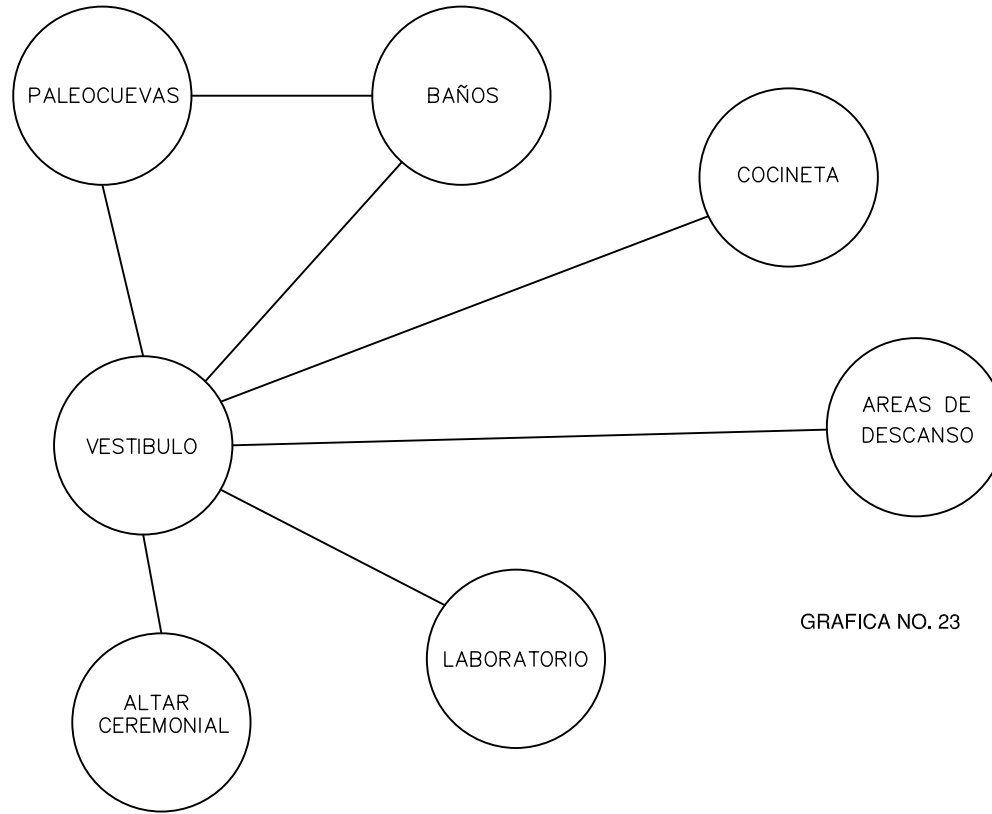 PALEOCUEVAS
BAÑOS
COCINETA
AREAS DE
DESCANSO
VESTIBULO
GRAFICA NO. 23
LABORATORIO
ALTAR
CEREMONIAL